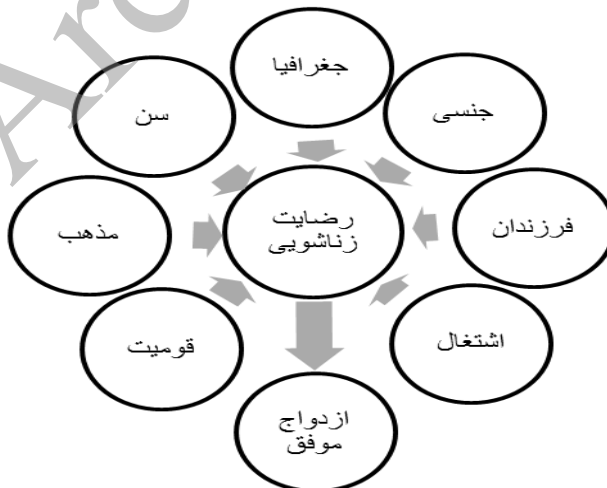 جغرافیا
جنسی
سن
فرزندان
رضایت
زناشویی
مذهب
اشتغال
قومیت
ازدواج
موفق